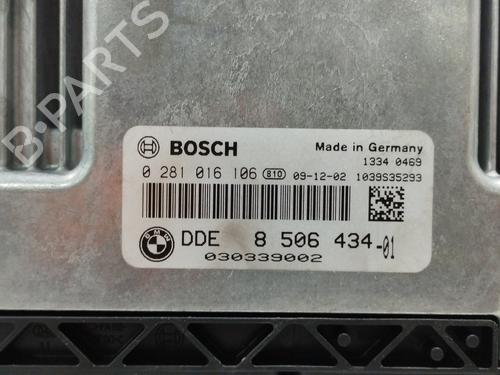 B-PARTS
BOSCH
Made in Germany
1334 0469
0 281 016 106 810 09-12-02 1039S35293
BMW
DDE 8 506 434-01
030339002